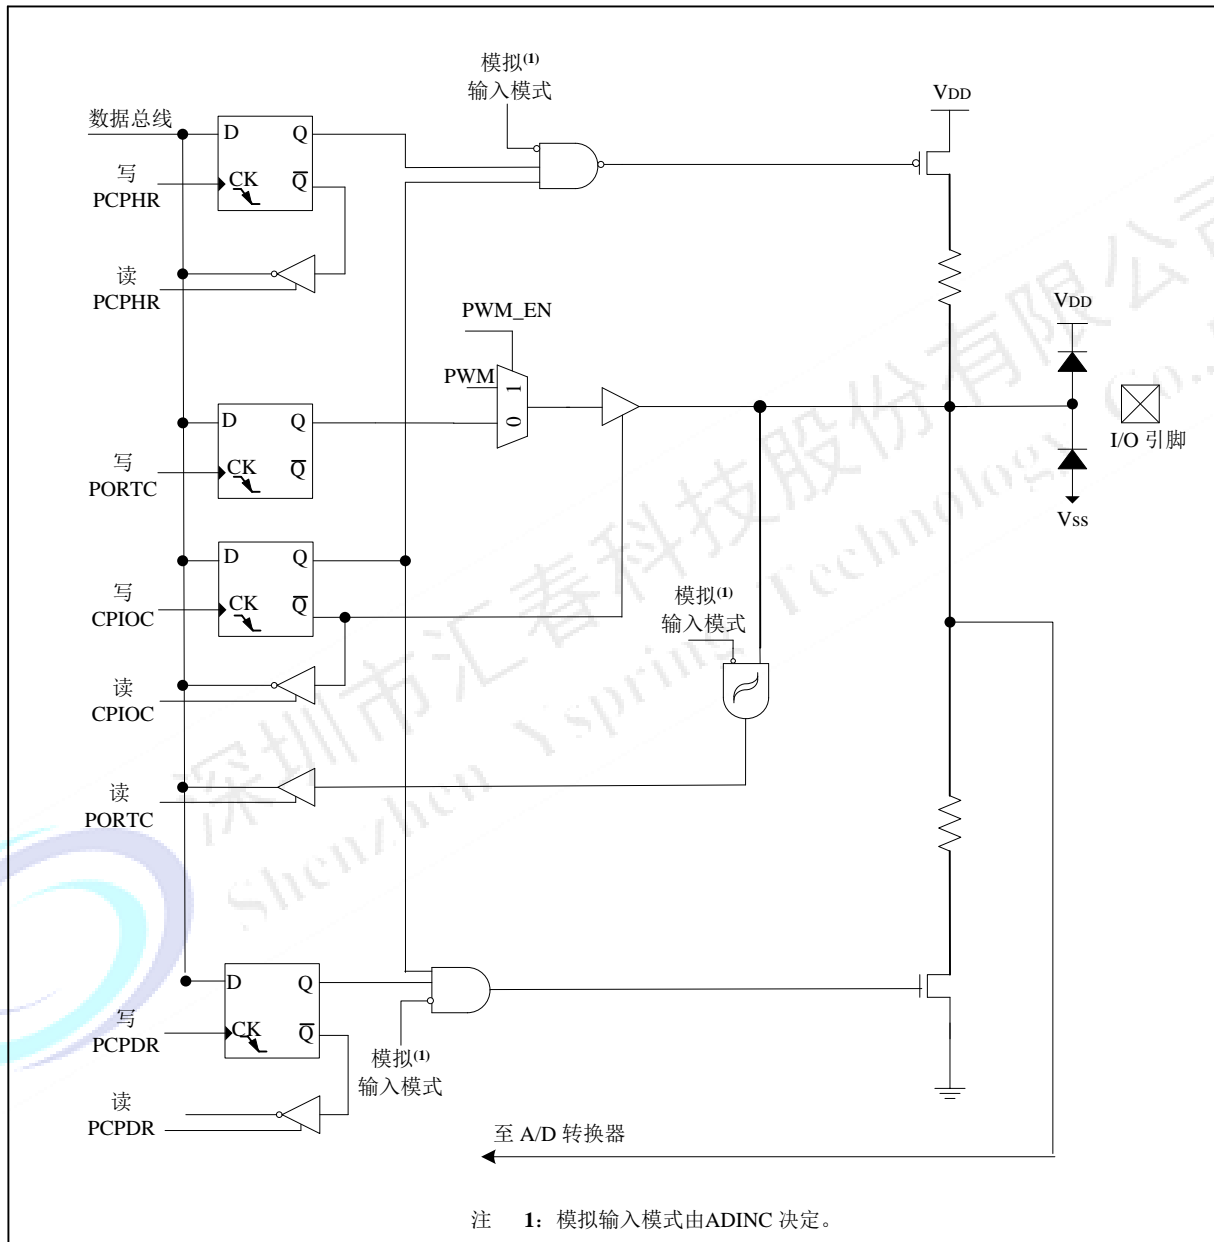 模拟(1)
输入模式
VDD
数据总线
D Q
写
PCPHR
CK Q
读
PCPHR
PWM_EN
VDD
PWM
1
0
D Q
I/O 引脚
写
PORTC
CK Q
VSS
D Q
写
CPIOC
CK Q
模拟(1)
输入模式
读
CPIOC
读
PORTC
D Q
写
PCPDR
CK Q
模拟(1)
输入模式
读
PCPDR
至 A/D 转换器
注 1：模拟输入模式由ADINC 决定。
深圳市汇春科技股份有限公司
Shenzhen Yspring Technology Co.,